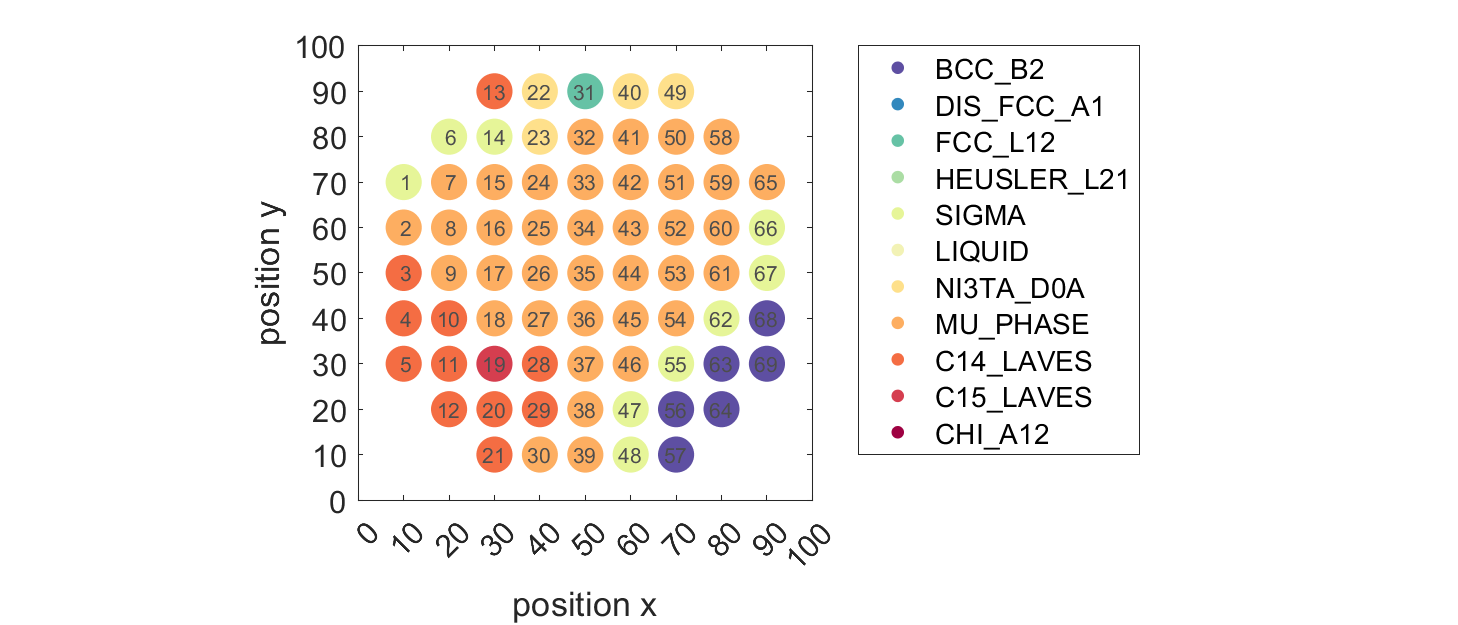 100
90
80
70
60
50
40
30
20
10
0
position y
13 22 31 40 49
6 14 23 32 41 50 58
1 7 15 24 33 42 51 59 65
2 8 16 25 34 43 52 60 66
3 9 17 26 35 44 53 61 67
4 10 18 27 36 45 54 62 68
5 11 19 28 37 46 55 63 69
12 20 29 38 47 56 64
21 30 39 48 57
0 10 20 30 40 50 60 70 80 90 100
position x
BCC_B2
DIS_FCC_A1
FCC_L12
HEUSLER_L21
SIGMA
LIQUID
NI3TA_D0A
MU_PHASE
C14_LAVES
C15_LAVES
CHI_A12